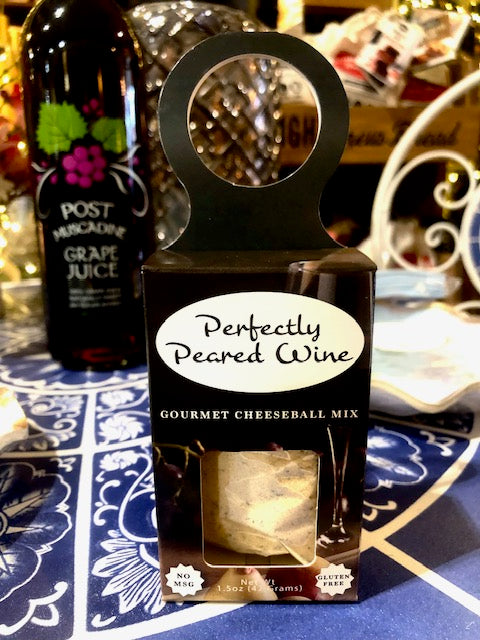 POST
MUSCADINE
GRAPE
JUICE
Perfectly
Peared Wine
GOURMET CHEESEBALL MIX
NO
MSG
Net Wt
1.5oz (42 Grams)
GLUTEN
FREE